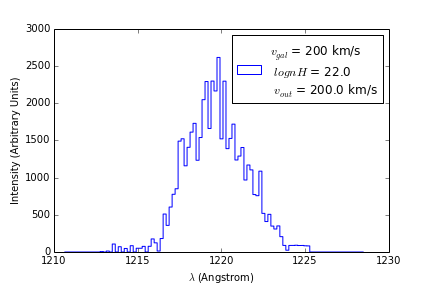 3000
2500
2000
1500
1000
500
0
Intensity (Arbitrary Units)
v_gal = 200 km/s
lognH = 22.0
v_out = 200.0 km/s
1210 1215 1220 1225 1230
λ (Angstrom)